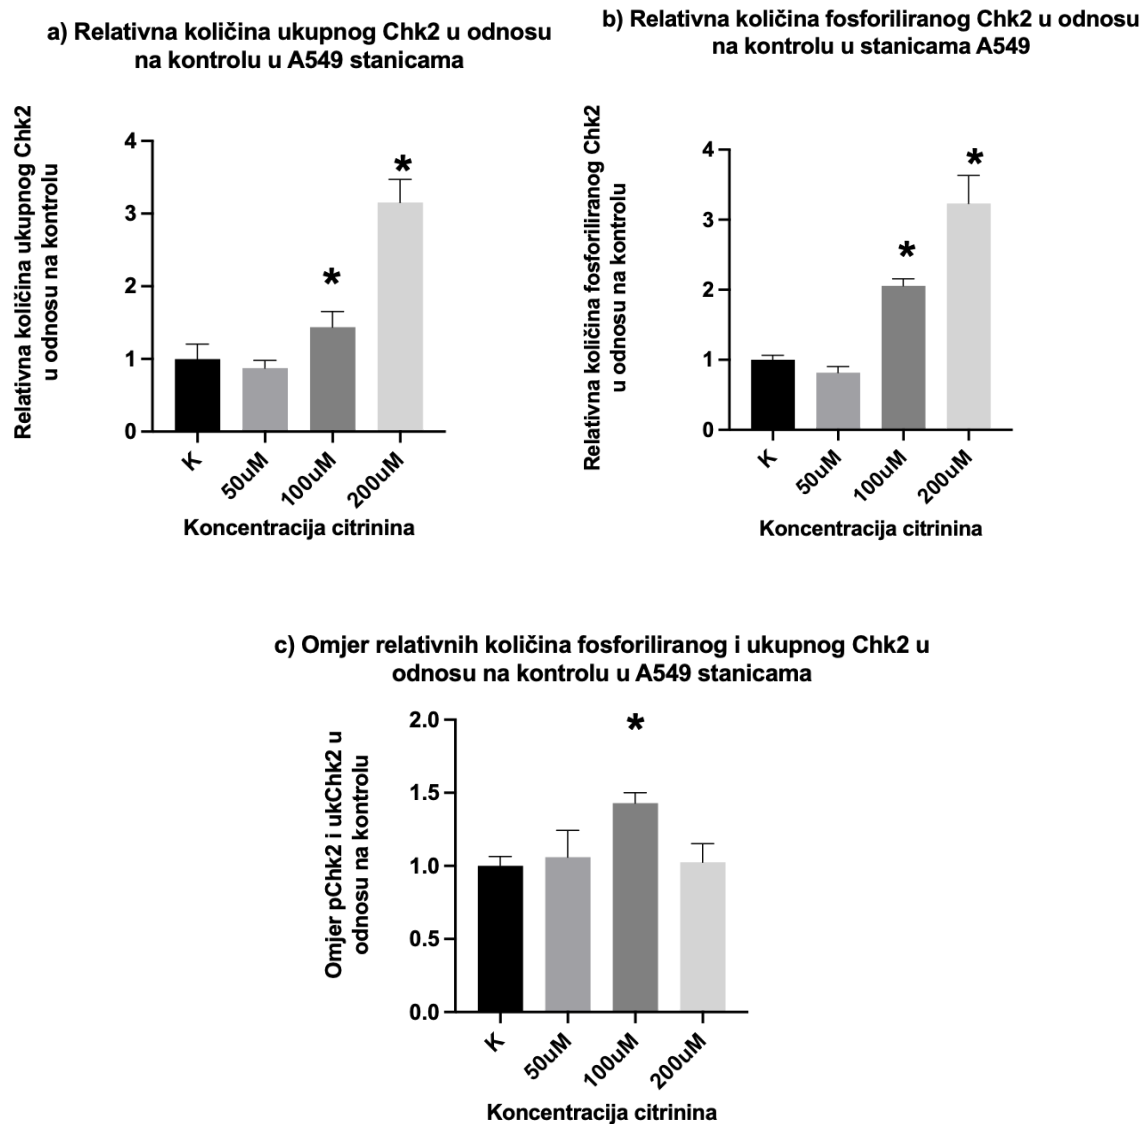 a) Relativna količina ukupnog Chk2 u odnosu
na kontrolu u A549 stanicama
Relativna količina ukupnog Chk2
u odnosu na kontrolu
4
3
2
1
0
*
*
K
50uM
100uM
200uM
Koncentracija citrinina
b) Relativna količina fosforiliranog Chk2 u odnosu
na kontrolu u stanicama A549
Relativna količina fosforiliranog Chk2
u odnosu na kontrolu
4
3
2
1
0
*
*
K
50uM
100uM
200uM
Koncentracija citrinina
c) Omjer relativnih količina fosforiliranog i ukupnog Chk2 u
odnosu na kontrolu u A549 stanicama
Omjer pChk2 i ukChk2 u
odnosu na kontrolu
2.0
1.5
1.0
0.5
0.0
*
K
50uM
100uM
200uM
Koncentracija citrinina